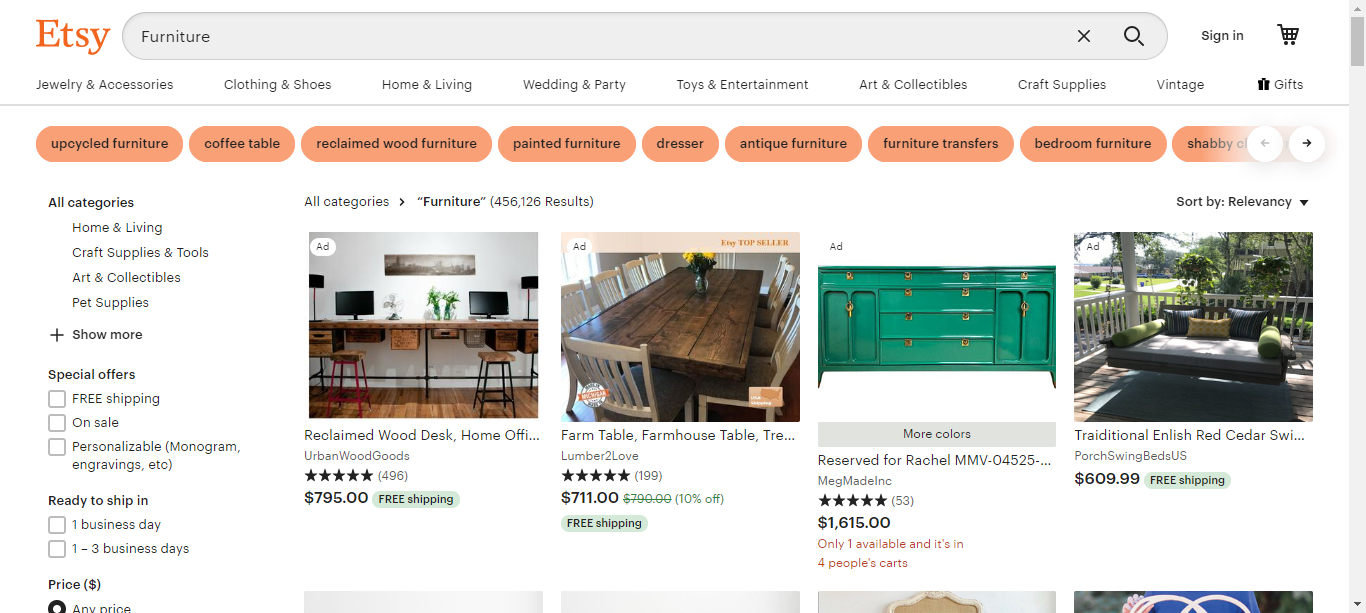 Etsy
Furniture
Sign in
Jewelry & Accessories
Clothing & Shoes
Home & Living
Wedding & Party
Toys & Entertainment
Art & Collectibles
Craft Supplies
Vintage
Gifts
upcycled furniture
coffee table
reclaimed wood furniture
painted furniture
dresser
antique furniture
furniture transfers
bedroom furniture
shabby
All categories
Home & Living
Craft Supplies & Tools
Art & Collectibles
Pet Supplies
Show more
Special offers
FREE shipping
On sale
Personalizable (Monogram,
engravings, etc)
Ready to ship in
1 business day
1 – 3 business days
Price ($)
Any price
All categories “Furniture” (456,126 Results)
Sort by: Relevancy
Ad
Reclaimed Wood Desk, Home Offi...
UrbanWoodGoods
(496)
$795.00 FREE shipping
Ad
Etsy TOP SELLER
Farm Table, Farmhouse Table, Tre...
Lumber2Love
(199)
$711.00 $790.00 (10% off)
FREE shipping
Ad
More colors
Reserved for Rachel MMV-04525-...
MegMadeInc
(53)
$1,615.00
Only 1 available and it's in
4 people's carts
Ad
Traiditional Enlish Red Cedar Swi...
PorchSwingBedsUS
$609.99 FREE shipping